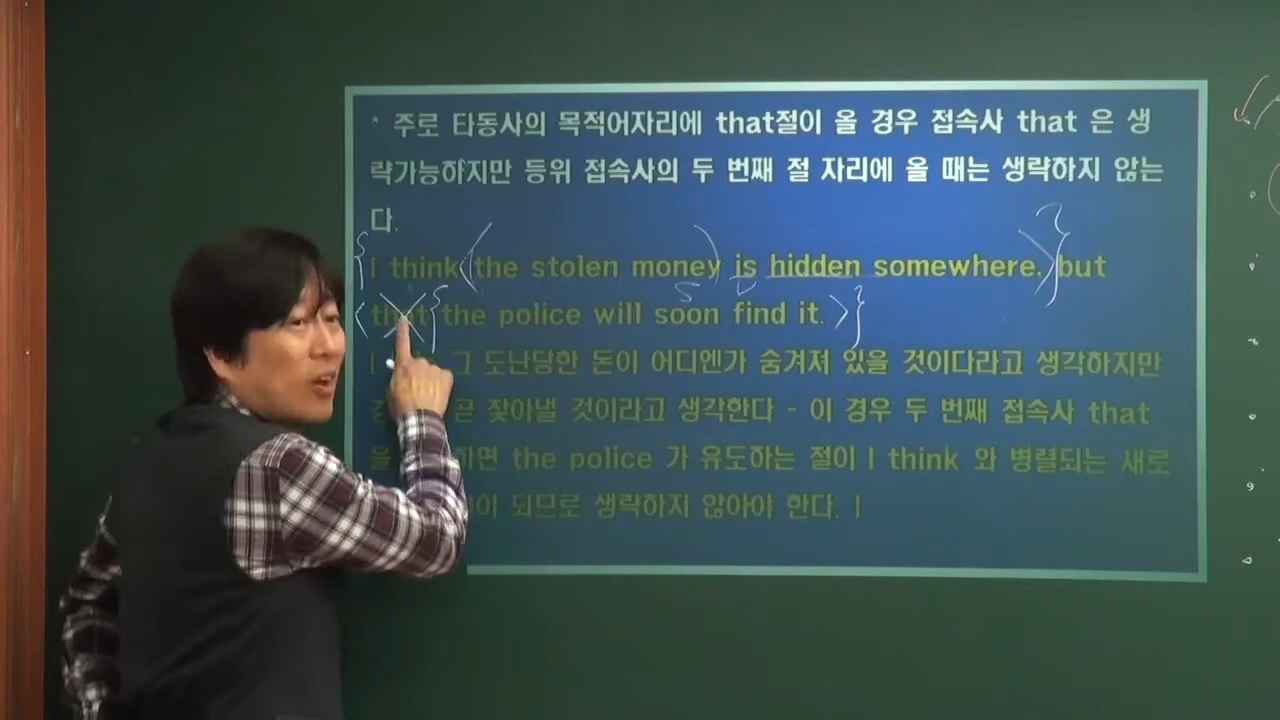 * 주로 타동사의 목적어자리에 that절이 올 경우 접속사 that 은 생
략가능하지만 등위 접속사의 두 번째 절 자리에 올 때는 생략하지 않는
다.
I think the stolen money is hidden somewhere, but
that the police will soon find it.
그 도난당한 돈이 어디엔가 숨겨져 있을 것이다라고 생각하지만
곧 찾아낼 것이라고 생각한다 - 이 경우 두 번째 접속사 that
하면 the police 가 유도하는 절이 I think 와 병렬되는 새로
이 되므로 생략하지 않아야 한다. ]